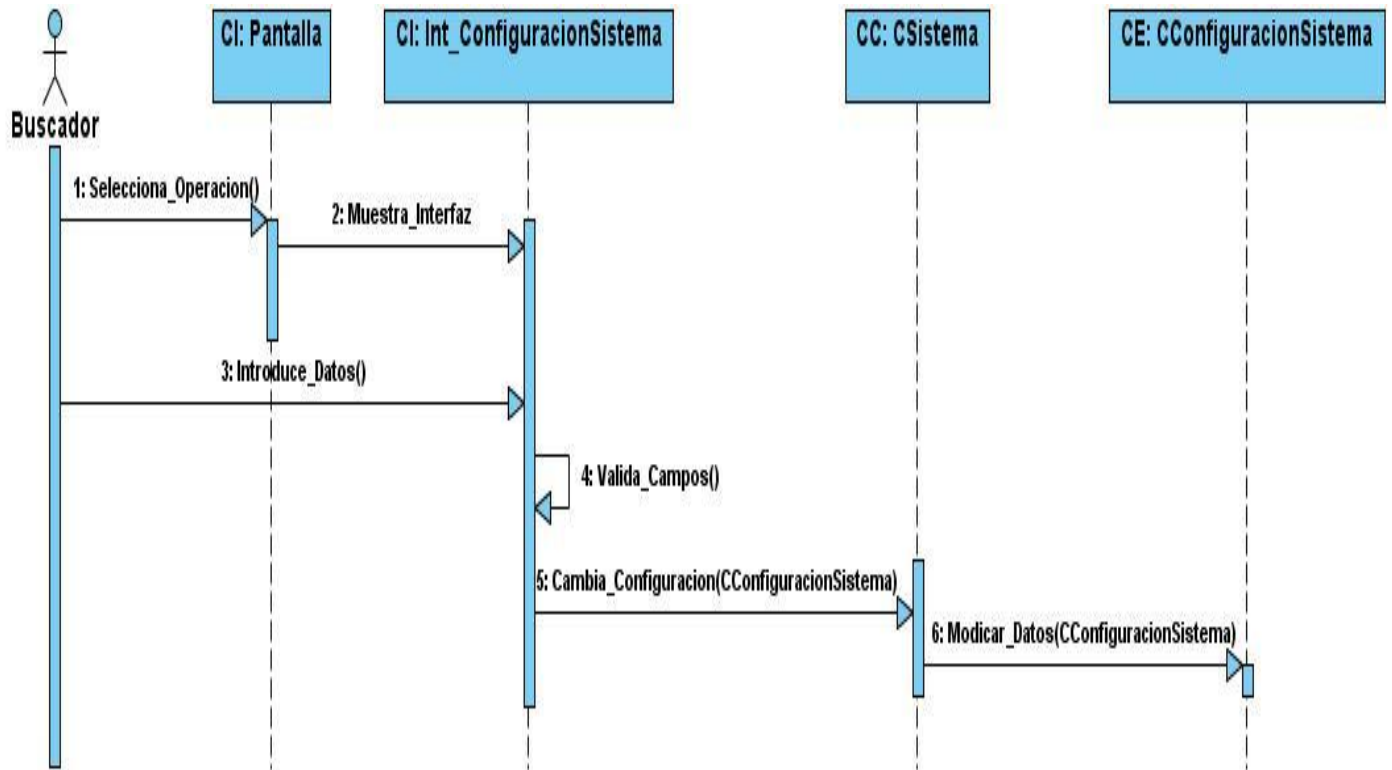 CI: Pantalla
CI: Int_ConfiguracionSistema
CC: CSistema
CE: CConfiguracionSistema
Buscador
1: Selecciona_Operacion()
2: Muestra_Interfaz
3: Introduce_Datos()
4: Valida_Campos()
5: Cambia_Configuracion(CConfiguracionSistema)
6: Modicar_Datos(CConfiguracionSistema)